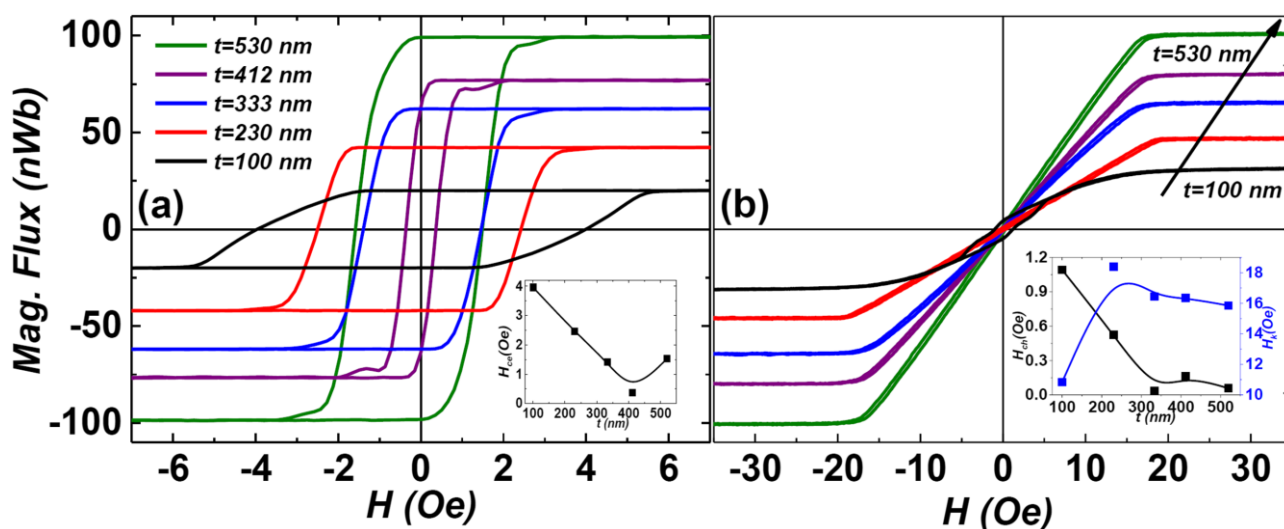 Mag. Flux (nWb)
100
50
0
-50
-100
t=530 nm
t=412 nm
t=333 nm
t=230 nm
t=100 nm
(a)
H_ce(Oe)
4
3
2
1
0
100 200 300 400 500
t (nm)
-6 -4 -2 0 2 4 6
H (Oe)
t=530 nm
t=100 nm
(b)
H_ch(Oe)
1.2
0.9
0.6
0.3
0.0
18
16
14
12
10
H_k(Oe)
100 200 300 400 500
t (nm)
-30 -20 -10 0 10 20 30
H (Oe)